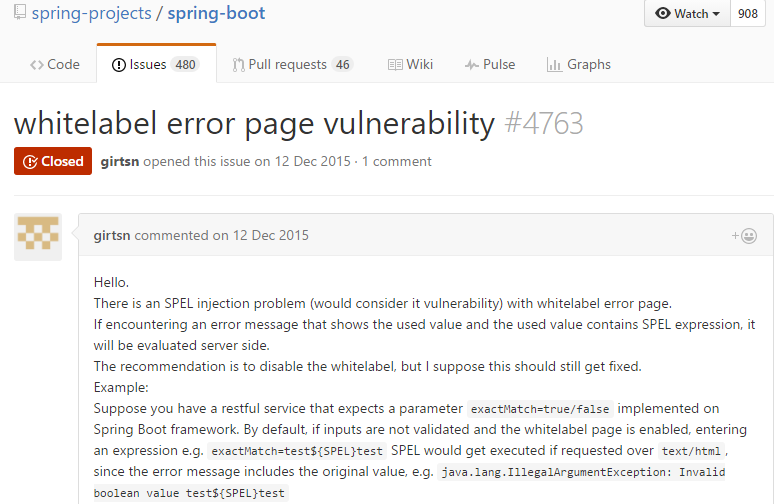 spring-projects / spring-boot
Watch 908
Code Issues 480 Pull requests 46 Wiki Pulse Graphs
whitelabel error page vulnerability #4763
Closed girtsn opened this issue on 12 Dec 2015 · 1 comment
girtsn commented on 12 Dec 2015
Hello.
There is an SPEL injection problem (would consider it vulnerability) with whitelabel error page.
If encountering an error message that shows the used value and the used value contains SPEL expression, it
will be evaluated server side.
The recommendation is to disable the whitelabel, but I suppose this should still get fixed.
Example:
Suppose you have a restful service that expects a parameter exactMatch=true/false implemented on
Spring Boot framework. By default, if inputs are not validated and the whitelabel page is enabled, entering
an expression e.g. exactMatch=test${SPEL}test SPEL would get executed if requested over text/html ,
since the error message includes the original value, e.g. java.lang.IllegalArgumentException: Invalid
boolean value test${SPEL}test